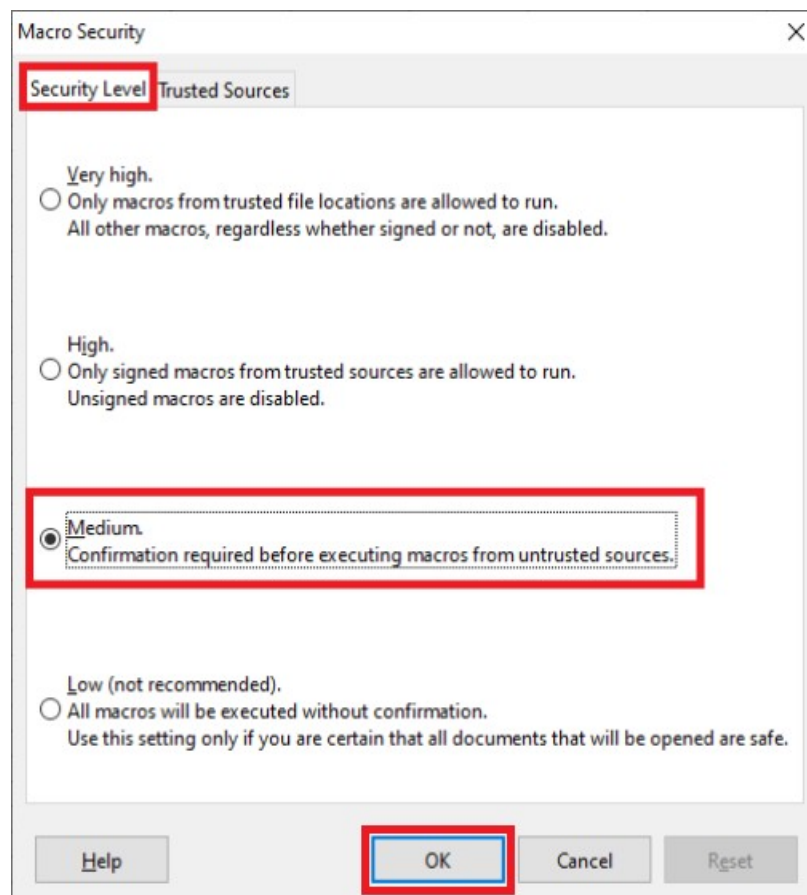 Macro Security
Security Level Trusted Sources
Very high.
Only macros from trusted file locations are allowed to run.
All other macros, regardless whether signed or not, are disabled.
High.
Only signed macros from trusted sources are allowed to run.
Unsigned macros are disabled.
Medium.
Confirmation required before executing macros from untrusted sources.
Low (not recommended).
All macros will be executed without confirmation.
Use this setting only if you are certain that all documents that will be opened are safe.
Help OK Cancel Reset